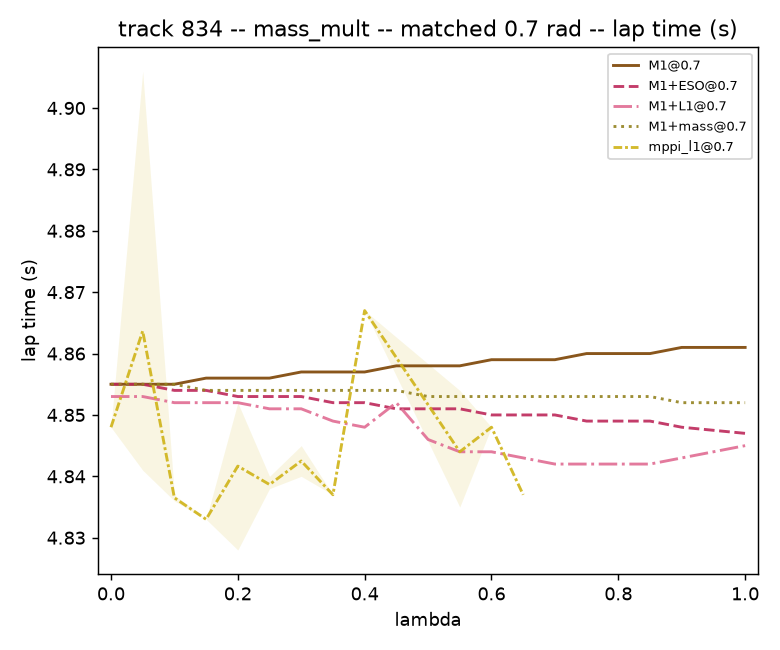 track 834 -- mass_mult -- matched 0.7 rad -- lap time (s)
M1@0.7
M1+ESO@0.7
M1+L1@0.7
M1+mass@0.7
mppi_l1@0.7
lap time (s)
4.90
4.89
4.88
4.87
4.86
4.85
4.84
4.83
0.0 0.2 0.4 0.6 0.8 1.0
lambda